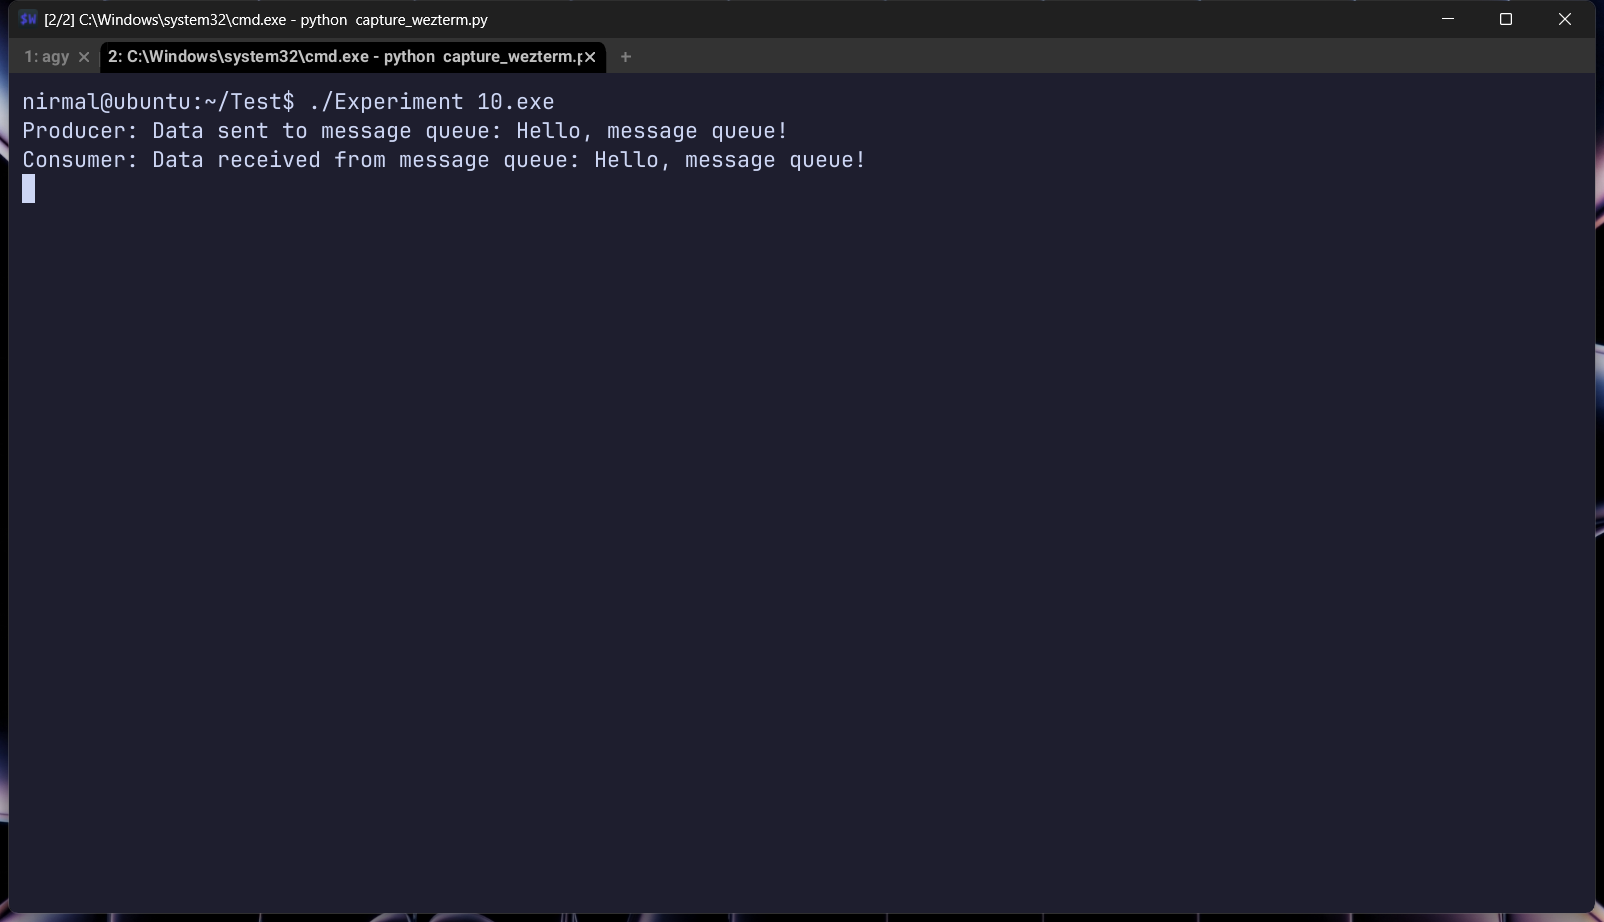 $W [2/2] C:\Windows\system32\cmd.exe - python  capture_wezterm.py
1: agy ✕ 2: C:\Windows\system32\cmd.exe - python  capture_wezterm.p✕ +
nirmal@ubuntu:~/Test$ ./Experiment 10.exe
Producer: Data sent to message queue: Hello, message queue!
Consumer: Data received from message queue: Hello, message queue!